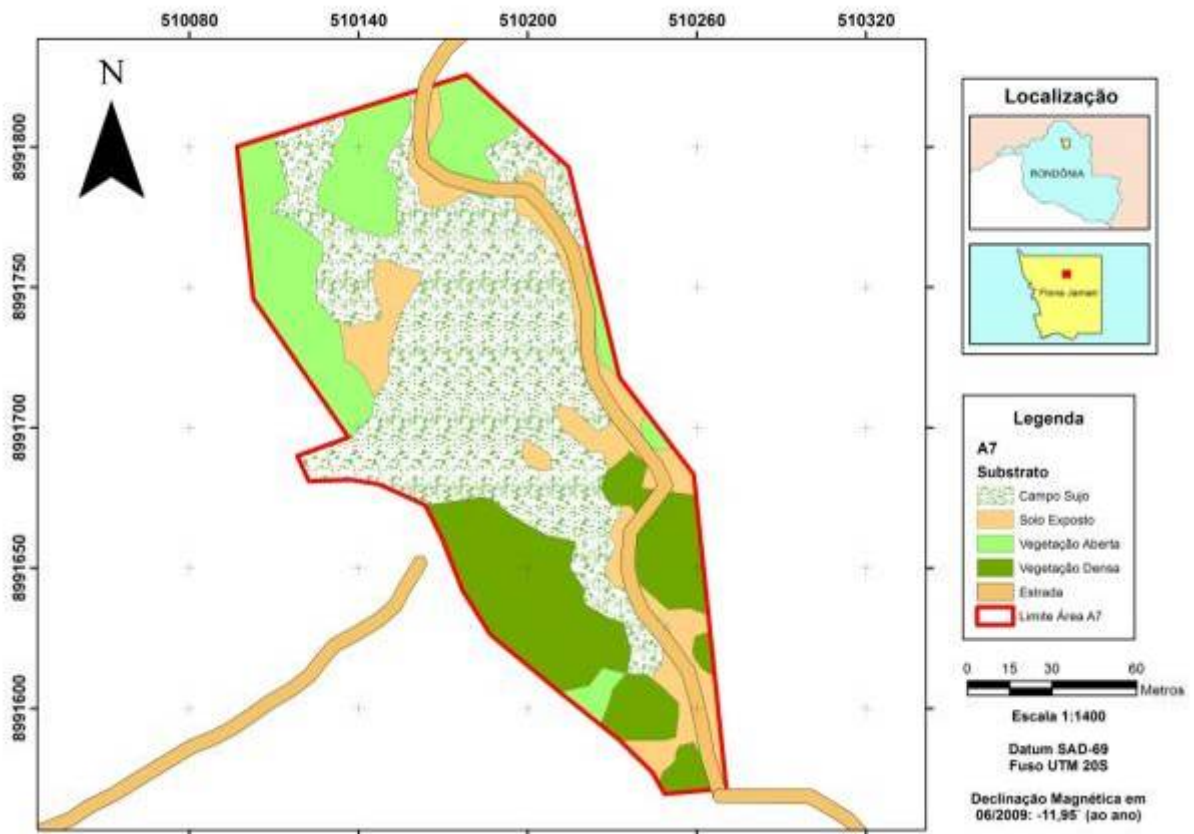 510080 510140 510200 510260 510320
N
8991800
8991750
8991700
8991650
8991600
Localização
RONDÔNIA
Flona Jamari
Legenda
A7
Substrato
Campo Sujo
Solo Exposto
Vegetação Aberta
Vegetação Densa
Estrada
Limite Área A7
0 15 30 60
Metros
Escala 1:1400
Datum SAD-69
Fuso UTM 20S
Declinação Magnética em
06/2009: -11,95' (ao ano)